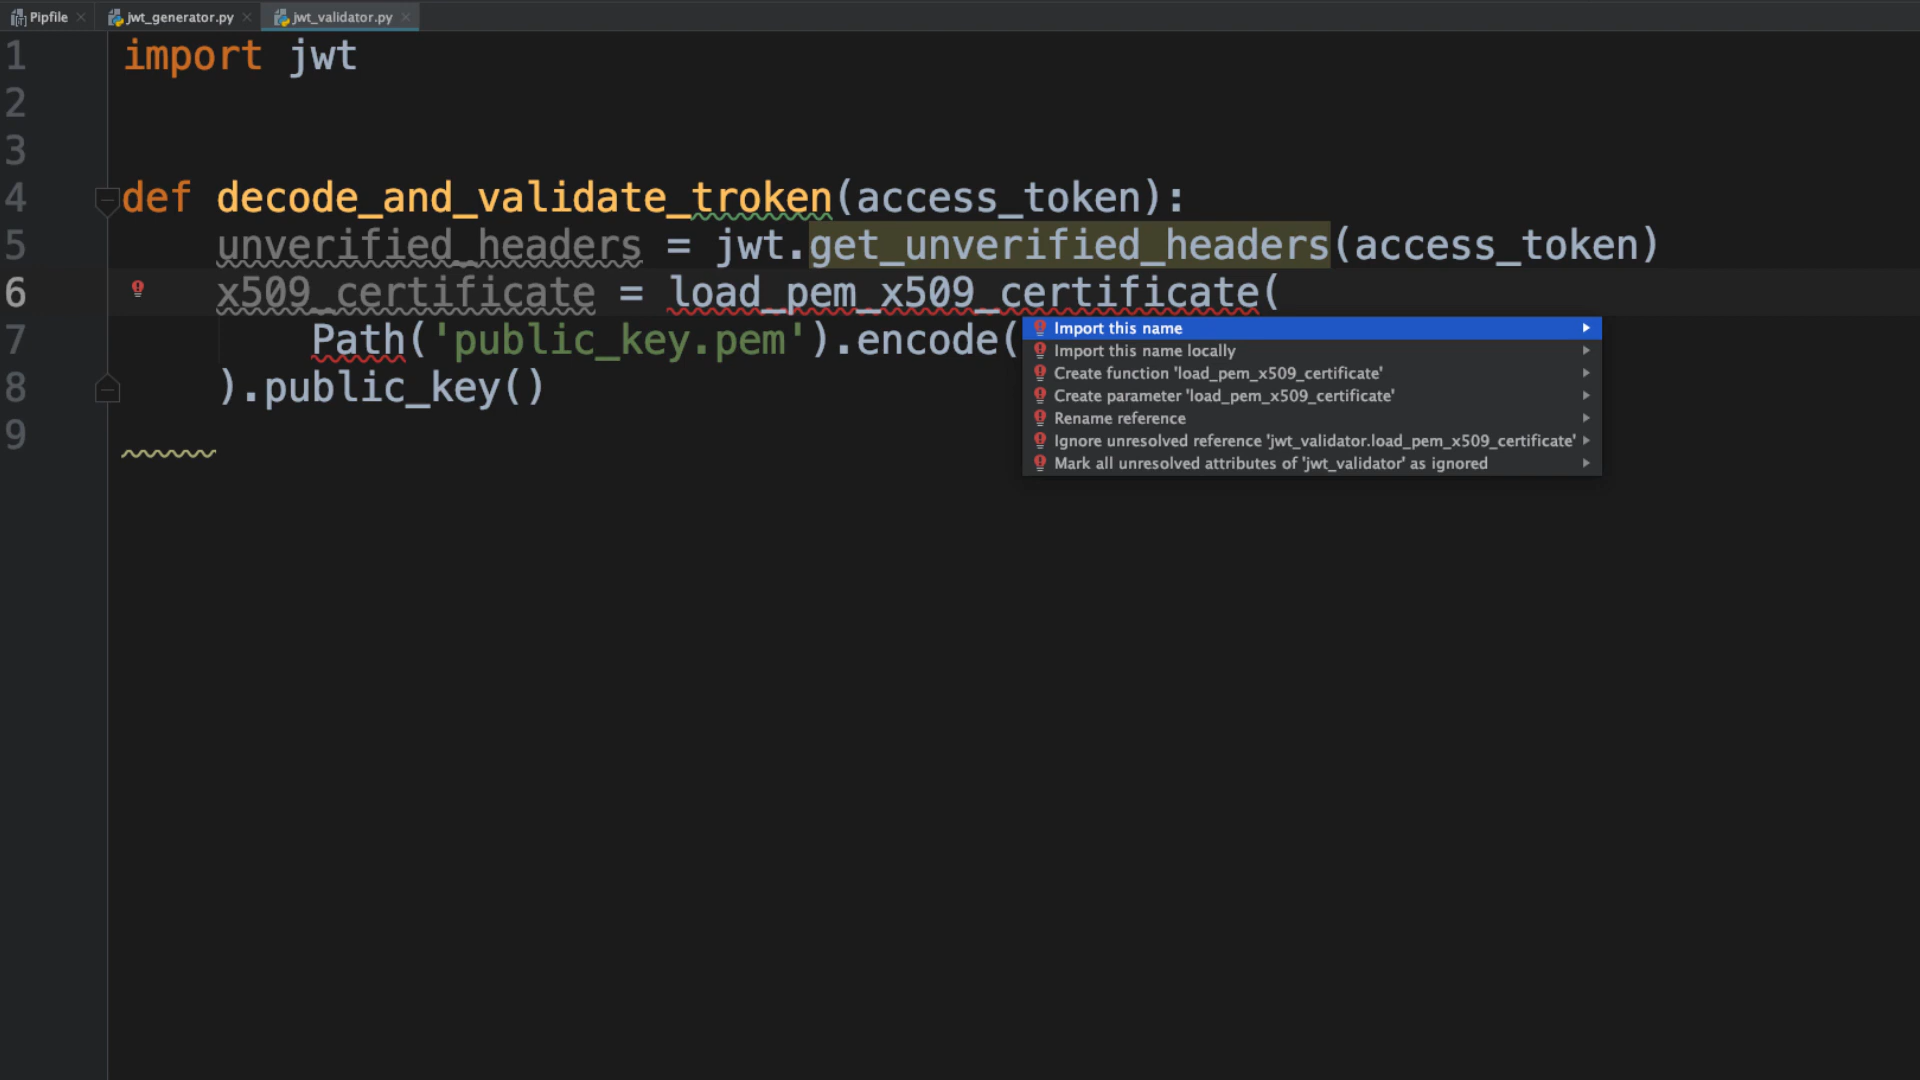 Pipfile jwt_generator.py jwt_validator.py
1 import jwt
2
3
4 def decode_and_validate_troken(access_token):
5 unverified_headers = jwt.get_unverified_headers(access_token)
6 x509_certificate = load_pem_x509_certificate(
7 Path('public_key.pem').encode(
Import this name
Import this name locally
Create function 'load_pem_x509_certificate'
8 ).public_key()
Create parameter 'load_pem_x509_certificate'
Rename reference
9
Ignore unresolved reference 'jwt_validator.load_pem_x509_certificate'
Mark all unresolved attributes of 'jwt_validator' as ignored